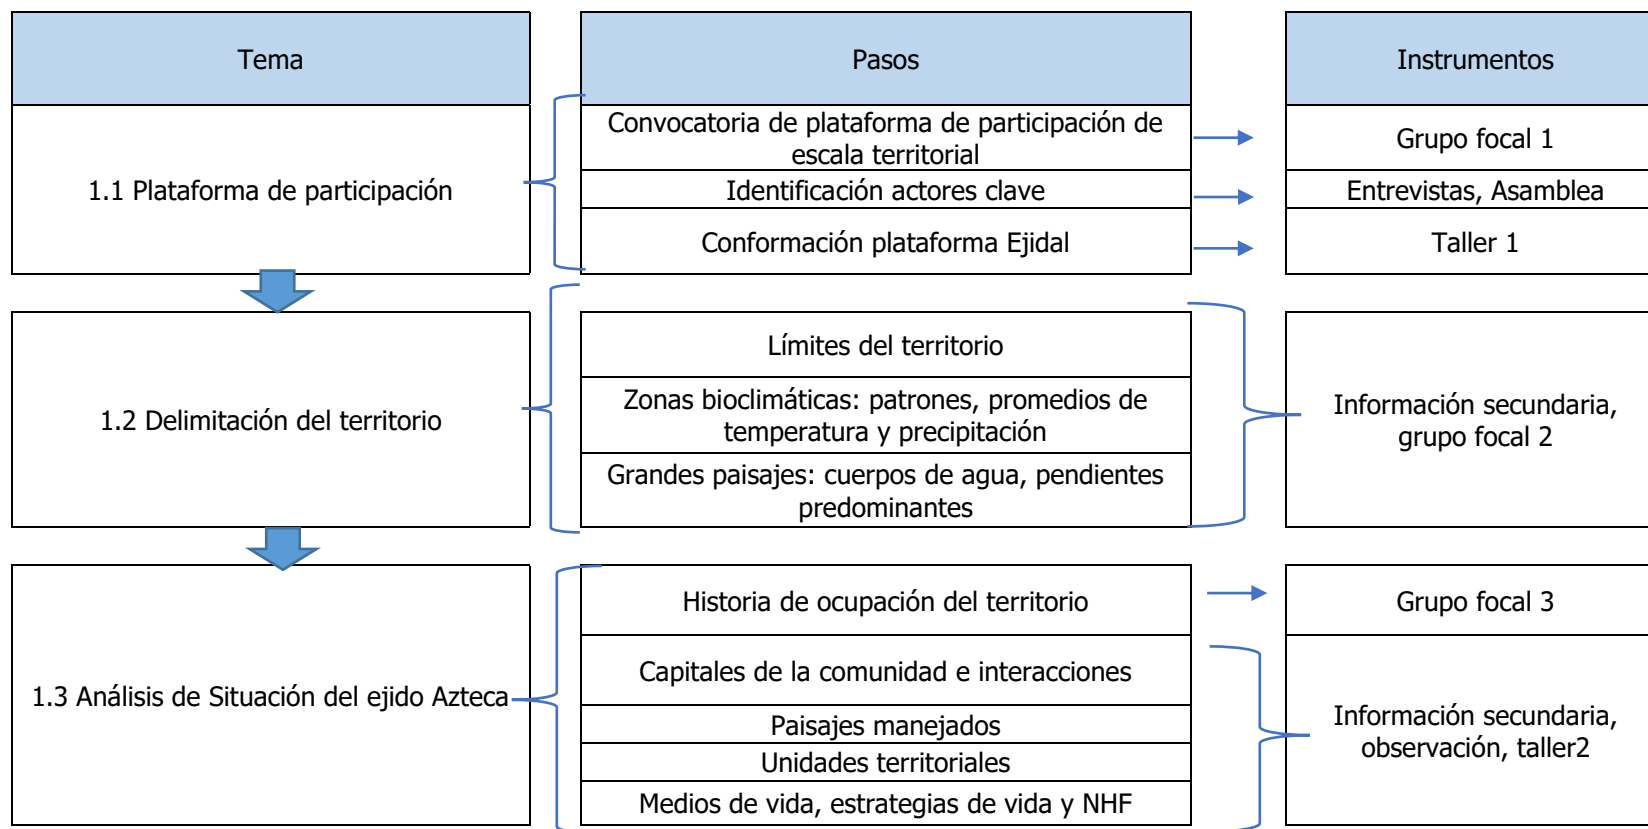 Tema
Pasos
Instrumentos
1.1 Plataforma de participación
Convocatoria de plataforma de participación de
escala territorial
Grupo focal 1
Identificación actores clave
Entrevistas, Asamblea
Conformación plataforma Ejidal
Taller 1
1.2 Delimitación del territorio
Límites del territorio
Zonas bioclimáticas: patrones, promedios de
temperatura y precipitación
Grandes paisajes: cuerpos de agua, pendientes
predominantes
Información secundaria,
grupo focal 2
1.3 Análisis de Situación del ejido Azteca
Historia de ocupación del territorio
Grupo focal 3
Capitales de la comunidad e interacciones
Paisajes manejados
Unidades territoriales
Medios de vida, estrategias de vida y NHF
Información secundaria,
observación, taller2